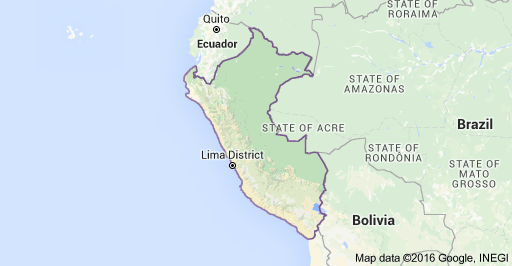 STATE OF
RORAIMA
Quito
Ecuador
STATE OF
AMAZONAS
Brazil
STATE OF ACRE
STATE OF
RONDÔNIA
Lima District
STATE OF
MATO
GROSSO
Bolivia
Map data ©2016 Google, INEGI